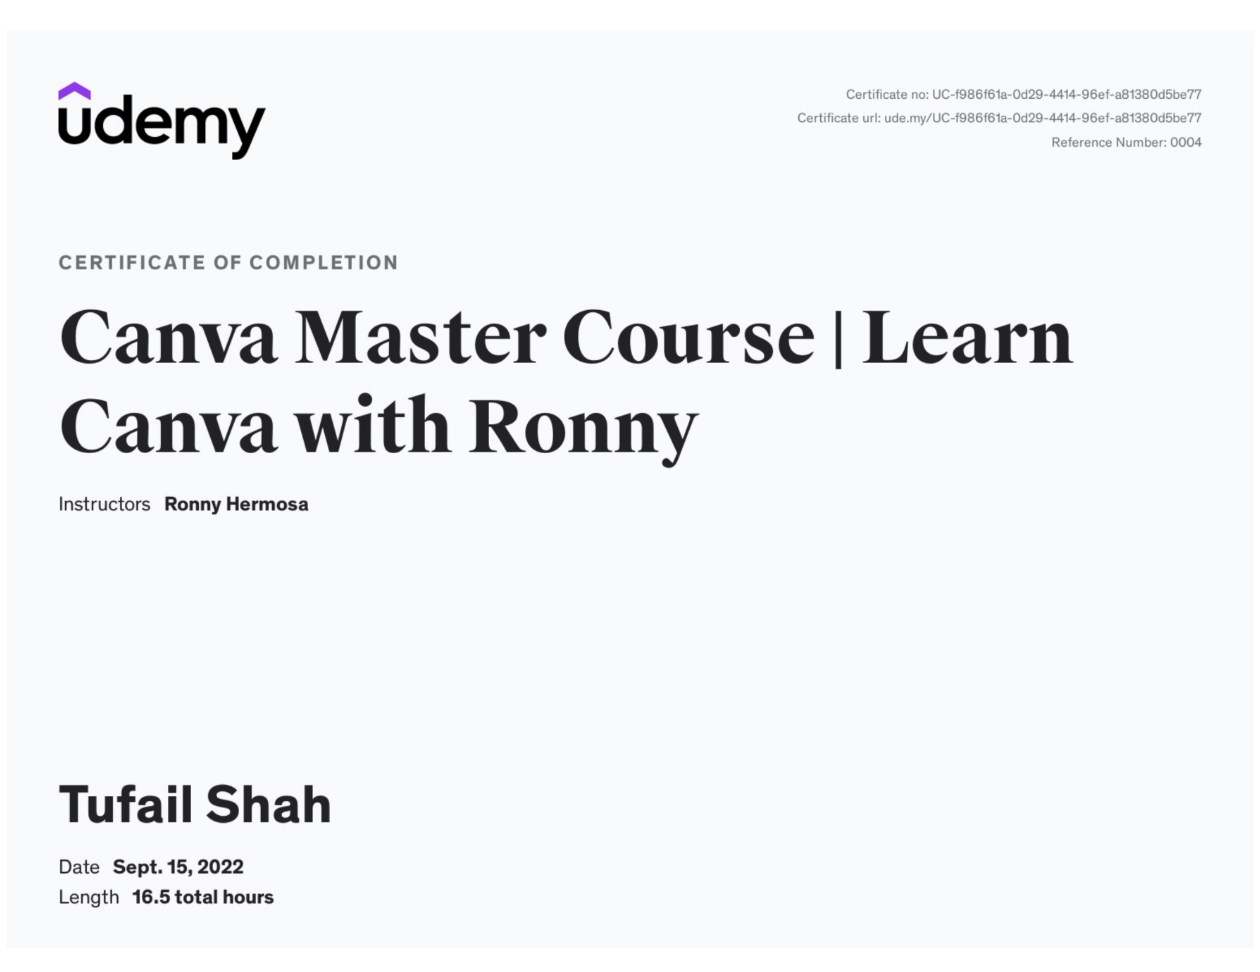 udemy
Certificate no: UC-f986f61a-0d29-4414-96ef-a81380d5be77
Certificate url: ude.my/UC-f986f61a-0d29-4414-96ef-a81380d5be77
Reference Number: 0004
CERTIFICATE OF COMPLETION
Canva Master Course | Learn
Canva with Ronny
Instructors Ronny Hermosa
Tufail Shah
Date Sept. 15, 2022
Length 16.5 total hours